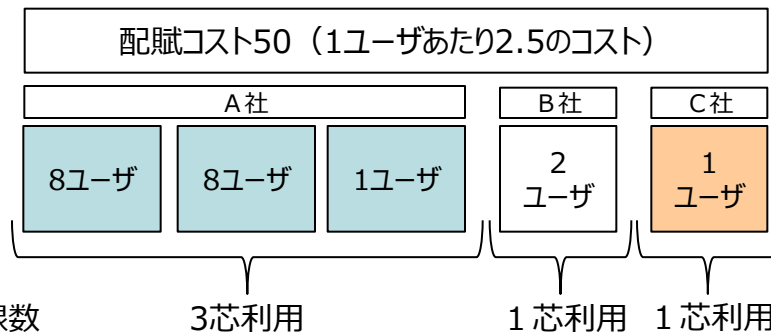 配賦コスト50（1ユーザあたり2.5のコスト）
A社 B社 C社
8ユーザ 8ユーザ 1ユーザ 2
ユーザ 1
ユーザ
線数 3芯利用 1芯利用 1芯利用